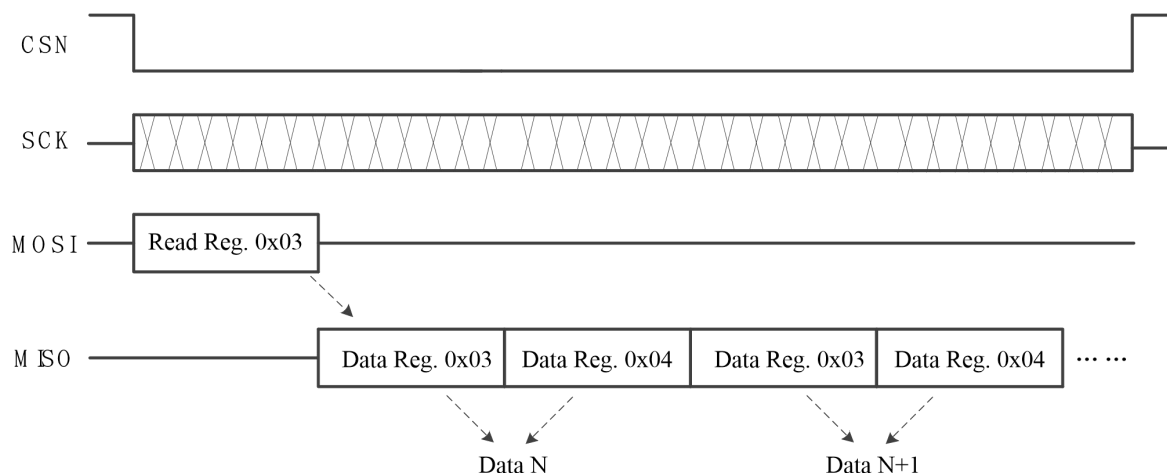 CSN
SCK
MOSI Read Reg. 0x03
MISO Data Reg. 0x03 Data Reg. 0x04 Data Reg. 0x03 Data Reg. 0x04 ... ...
Data N Data N+1